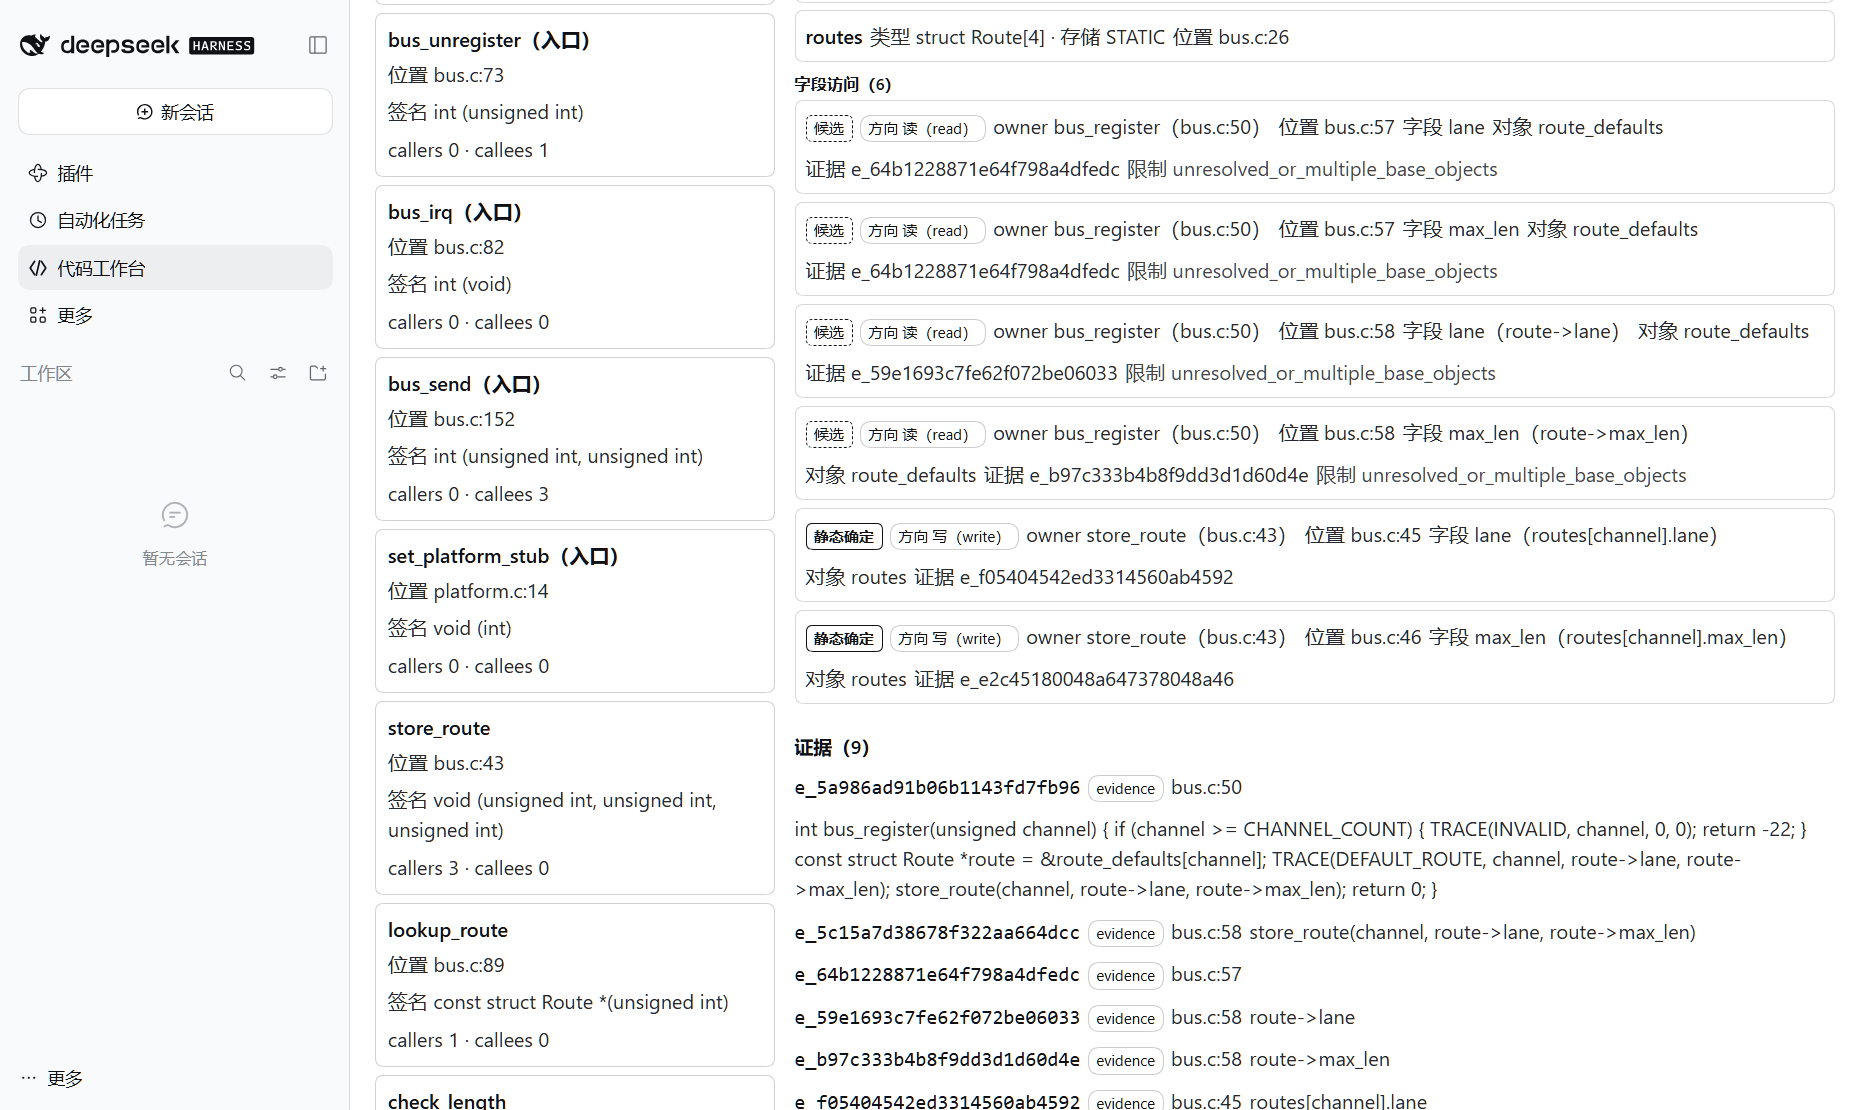 deepseek HARNESS
新会话
插件
自动化任务
代码工作台
更多
工作区
暂无会话
更多
bus_unregister（入口）
位置 bus.c:73
签名 int (unsigned int)
callers 0 · callees 1
bus_irq（入口）
位置 bus.c:82
签名 int (void)
callers 0 · callees 0
bus_send（入口）
位置 bus.c:152
签名 int (unsigned int, unsigned int)
callers 0 · callees 3
set_platform_stub（入口）
位置 platform.c:14
签名 void (int)
callers 0 · callees 0
store_route
位置 bus.c:43
签名 void (unsigned int, unsigned int,
unsigned int)
callers 3 · callees 0
lookup_route
位置 bus.c:89
签名 const struct Route *(unsigned int)
callers 1 · callees 0
check_length
routes 类型 struct Route[4] · 存储 STATIC 位置 bus.c:26
字段访问（6）
候选 方向 读（read） owner bus_register（bus.c:50） 位置 bus.c:57 字段 lane 对象 route_defaults
证据 e_64b1228871e64f798a4dfedc 限制 unresolved_or_multiple_base_objects
候选 方向 读（read） owner bus_register（bus.c:50） 位置 bus.c:57 字段 max_len 对象 route_defaults
证据 e_64b1228871e64f798a4dfedc 限制 unresolved_or_multiple_base_objects
候选 方向 读（read） owner bus_register（bus.c:50） 位置 bus.c:58 字段 lane（route->lane） 对象 route_defaults
证据 e_59e1693c7fe62f072be06033 限制 unresolved_or_multiple_base_objects
候选 方向 读（read） owner bus_register（bus.c:50） 位置 bus.c:58 字段 max_len（route->max_len）
对象 route_defaults 证据 e_b97c333b4b8f9dd3d1d60d4e 限制 unresolved_or_multiple_base_objects
静态确定 方向 写（write） owner store_route（bus.c:43） 位置 bus.c:45 字段 lane（routes[channel].lane）
对象 routes 证据 e_f05404542ed3314560ab4592
静态确定 方向 写（write） owner store_route（bus.c:43） 位置 bus.c:46 字段 max_len（routes[channel].max_len）
对象 routes 证据 e_e2c45180048a647378048a46
证据（9）
e_5a986ad91b06b1143fd7fb96 evidence bus.c:50
int bus_register(unsigned channel) { if (channel >= CHANNEL_COUNT) { TRACE(INVALID, channel, 0, 0); return -22; }
const struct Route *route = &route_defaults[channel]; TRACE(DEFAULT_ROUTE, channel, route->lane, route-
>max_len); store_route(channel, route->lane, route->max_len); return 0; }
e_5c15a7d38678f322aa664dcc evidence bus.c:58 store_route(channel, route->lane, route->max_len)
e_64b1228871e64f798a4dfedc evidence bus.c:57
e_59e1693c7fe62f072be06033 evidence bus.c:58 route->lane
e_b97c333b4b8f9dd3d1d60d4e evidence bus.c:58 route->max_len
e_f05404542ed3314560ab4592 evidence bus.c:45 routes[channel].lane